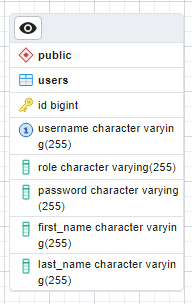 public
users
id bigint
1
username character varyin
g(255)
role character varying(255)
password character varying
(255)
first_name character varyin
g(255)
last_name character varyin
g(255)